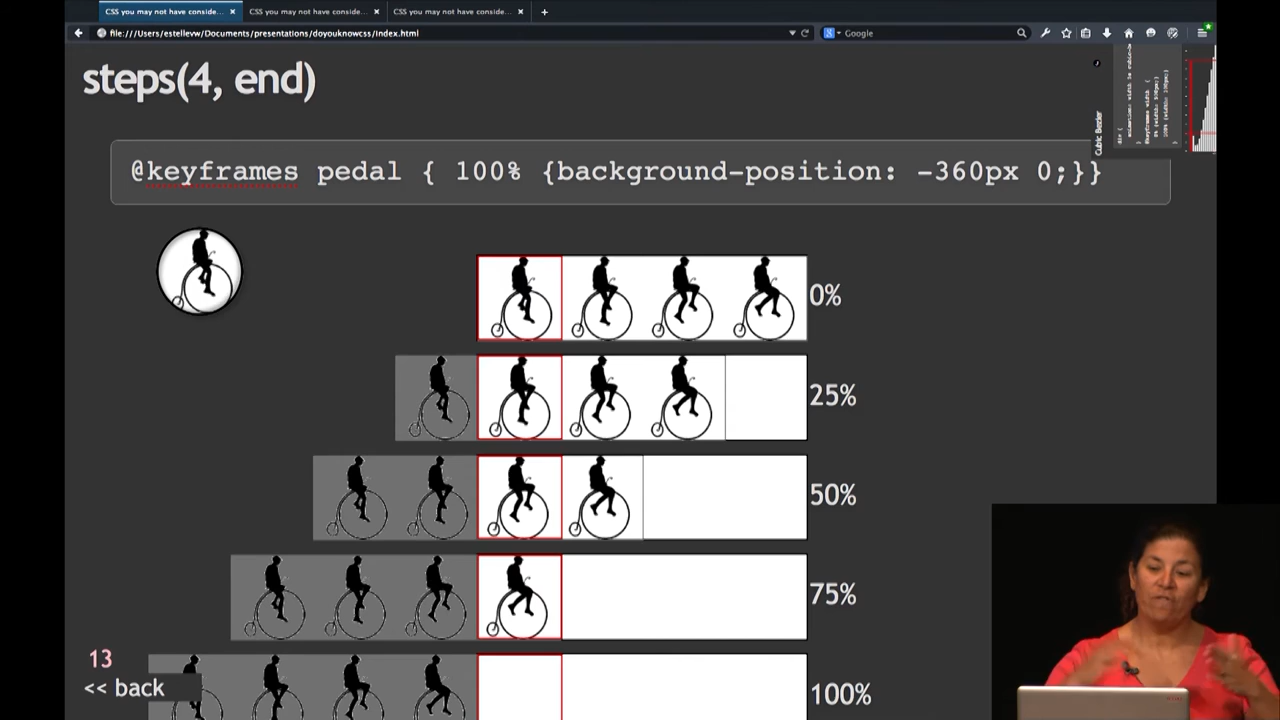 CSS you may not have conside... × CSS you may not have conside... × CSS you may not have conside... × +
file:///Users/estellevw/Documents/presentations/doyouknowcss/index.html
Google
steps(4, end)
Cubic Bezier
@keyframes pedal { 100% {background-position: -360px 0;}}
0%
25%
50%
75%
13
<< back
100%